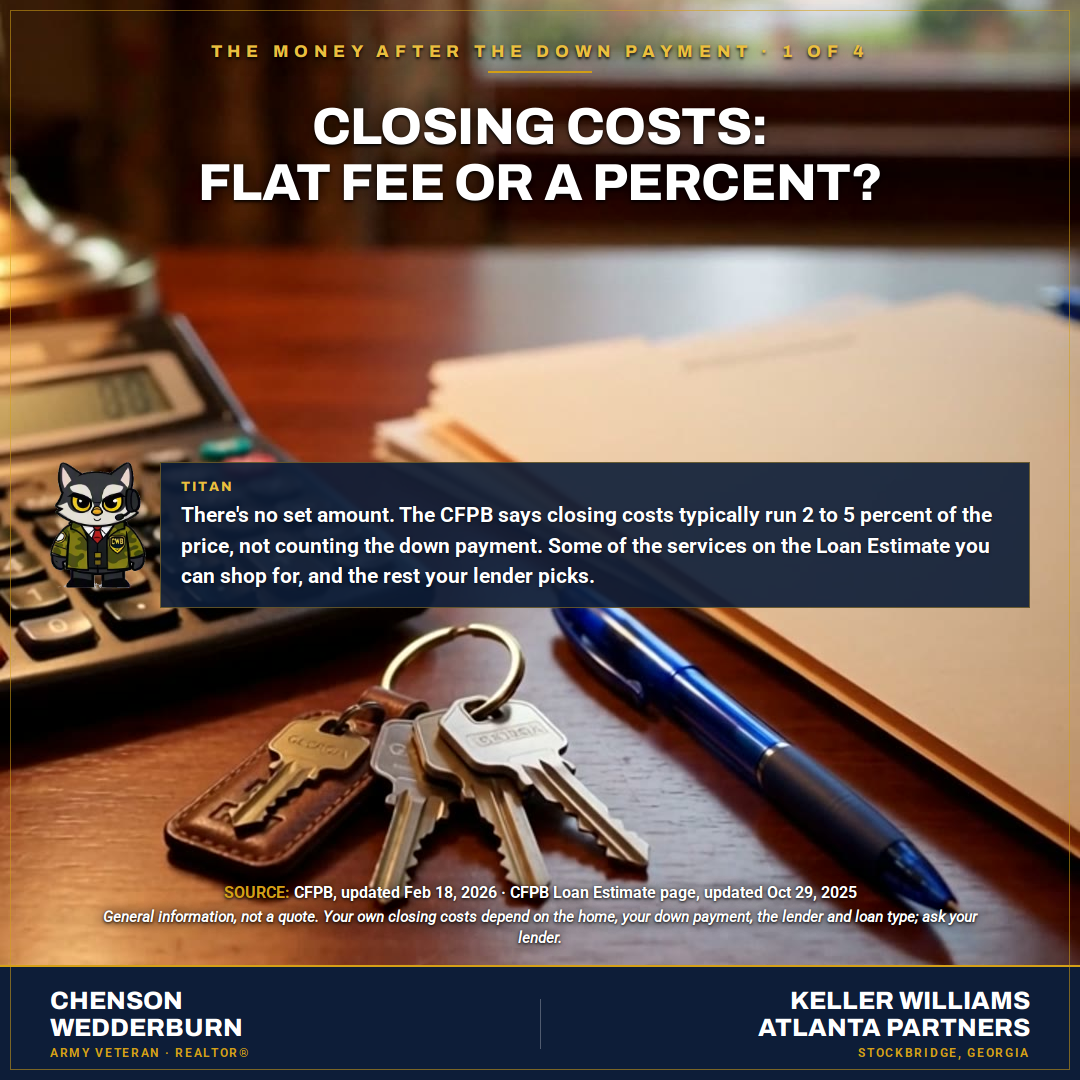 THE MONEY AFTER THE DOWN PAYMENT · 1 OF 4
CLOSING COSTS:
FLAT FEE OR A PERCENT?
TITAN
There's no set amount. The CFPB says closing costs typically run 2 to 5 percent of the
price, not counting the down payment. Some of the services on the Loan Estimate you
can shop for, and the rest your lender picks.
CWB
GEORGIA
SOURCE: CFPB, updated Feb 18, 2026 · CFPB Loan Estimate page, updated Oct 29, 2025
General information, not a quote. Your own closing costs depend on the home, your down payment, the lender and loan type; ask your
lender.
CHENSON
WEDDERBURN
ARMY VETERAN · REALTOR®
KELLER WILLIAMS
ATLANTA PARTNERS
STOCKBRIDGE, GEORGIA